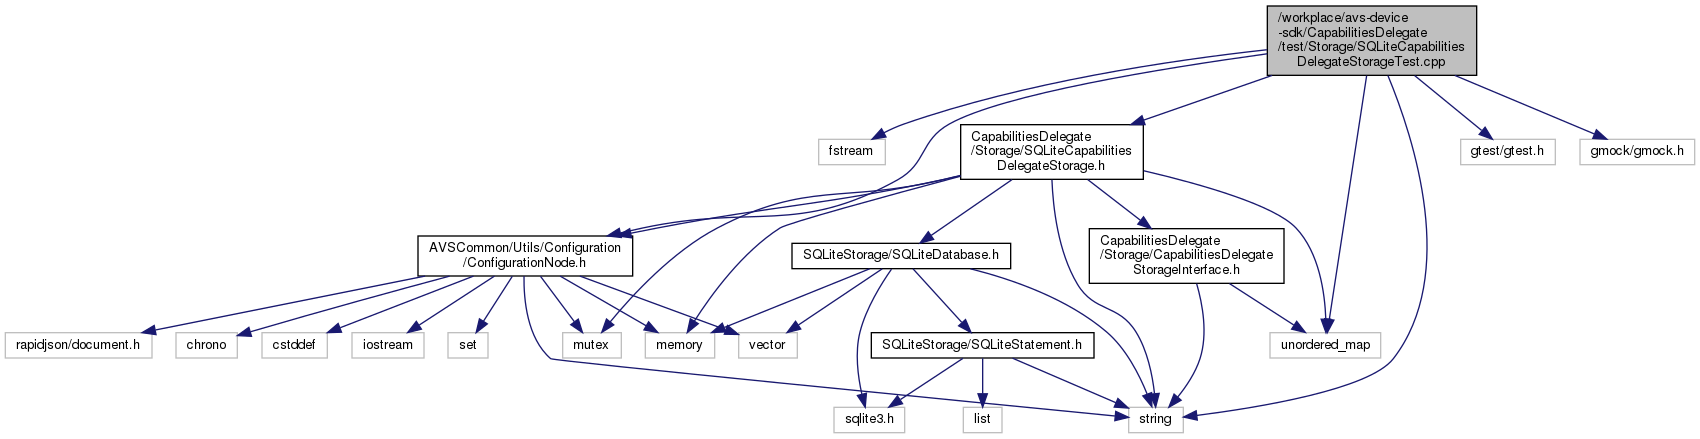 /workplace/avs-device
-sdk/CapabilitiesDelegate
/test/Storage/SQLiteCapabilities
DelegateStorageTest.cpp
fstream
CapabilitiesDelegate
/Storage/SQLiteCapabilities
DelegateStorage.h
gtest/gtest.h
gmock/gmock.h
AVSCommon/Utils/Configuration
/ConfigurationNode.h
SQLiteStorage/SQLiteDatabase.h
CapabilitiesDelegate
/Storage/CapabilitiesDelegate
StorageInterface.h
rapidjson/document.h
chrono
cstddef
iostream
set
mutex
memory
vector
SQLiteStorage/SQLiteStatement.h
unordered_map
sqlite3.h
list
string